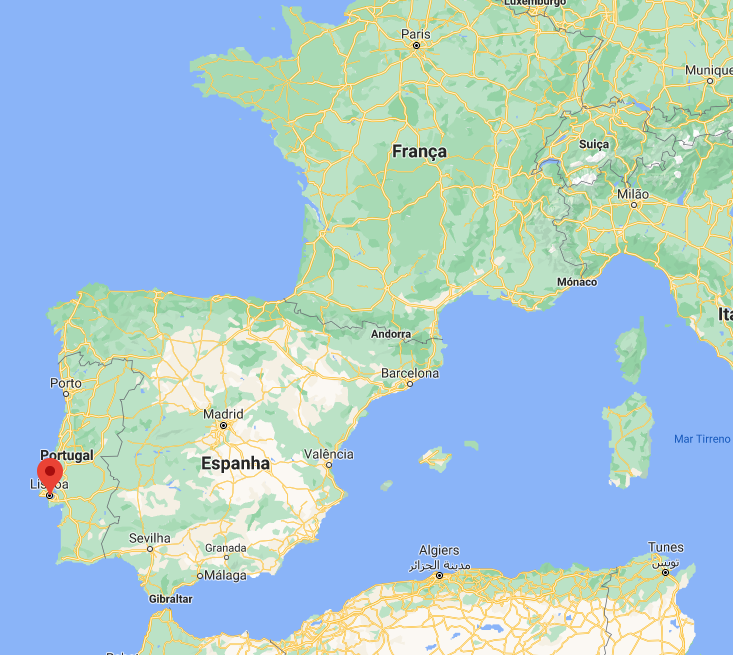 Luxemburgo
Paris
Munique
França
Suíça
Milão
Mónaco
Ita
Andorra
Barcelona
Porto
Madrid
Mar Tirreno
Portugal
Valência
Espanha
Lisboa
Sevilha
Granada
Algiers
مدينة الجزائر
Tunes
تونس
Málaga
Gibraltar